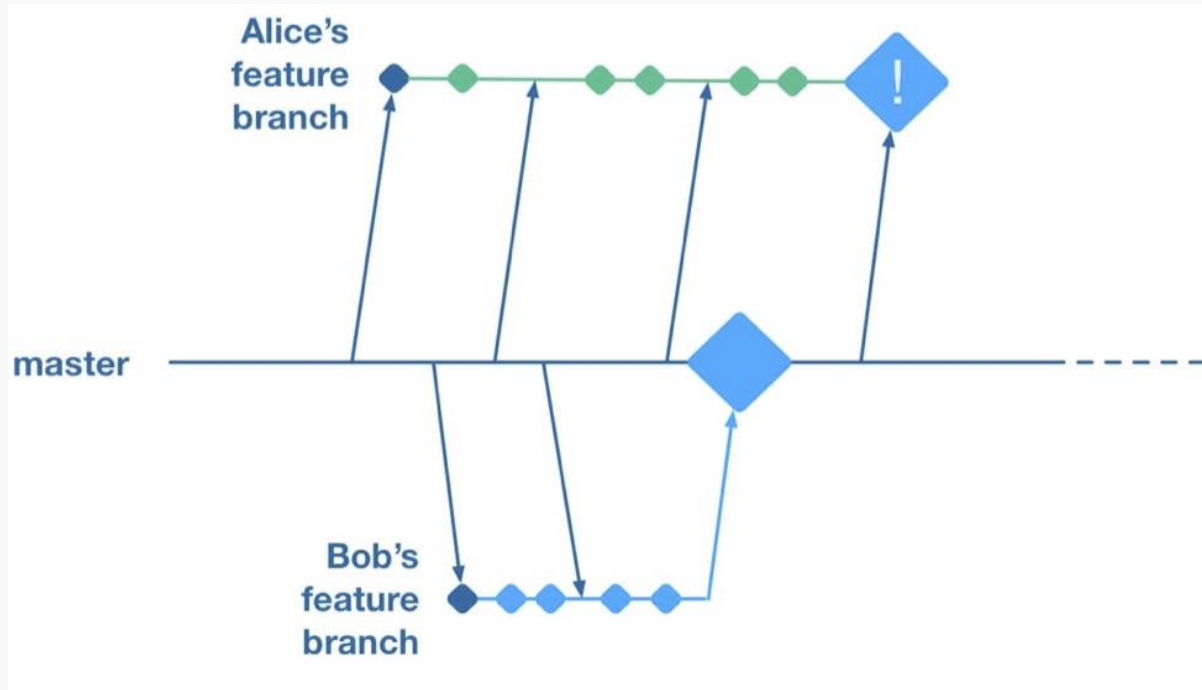 Alice’s
feature
branch
!
master
Bob’s
feature
branch